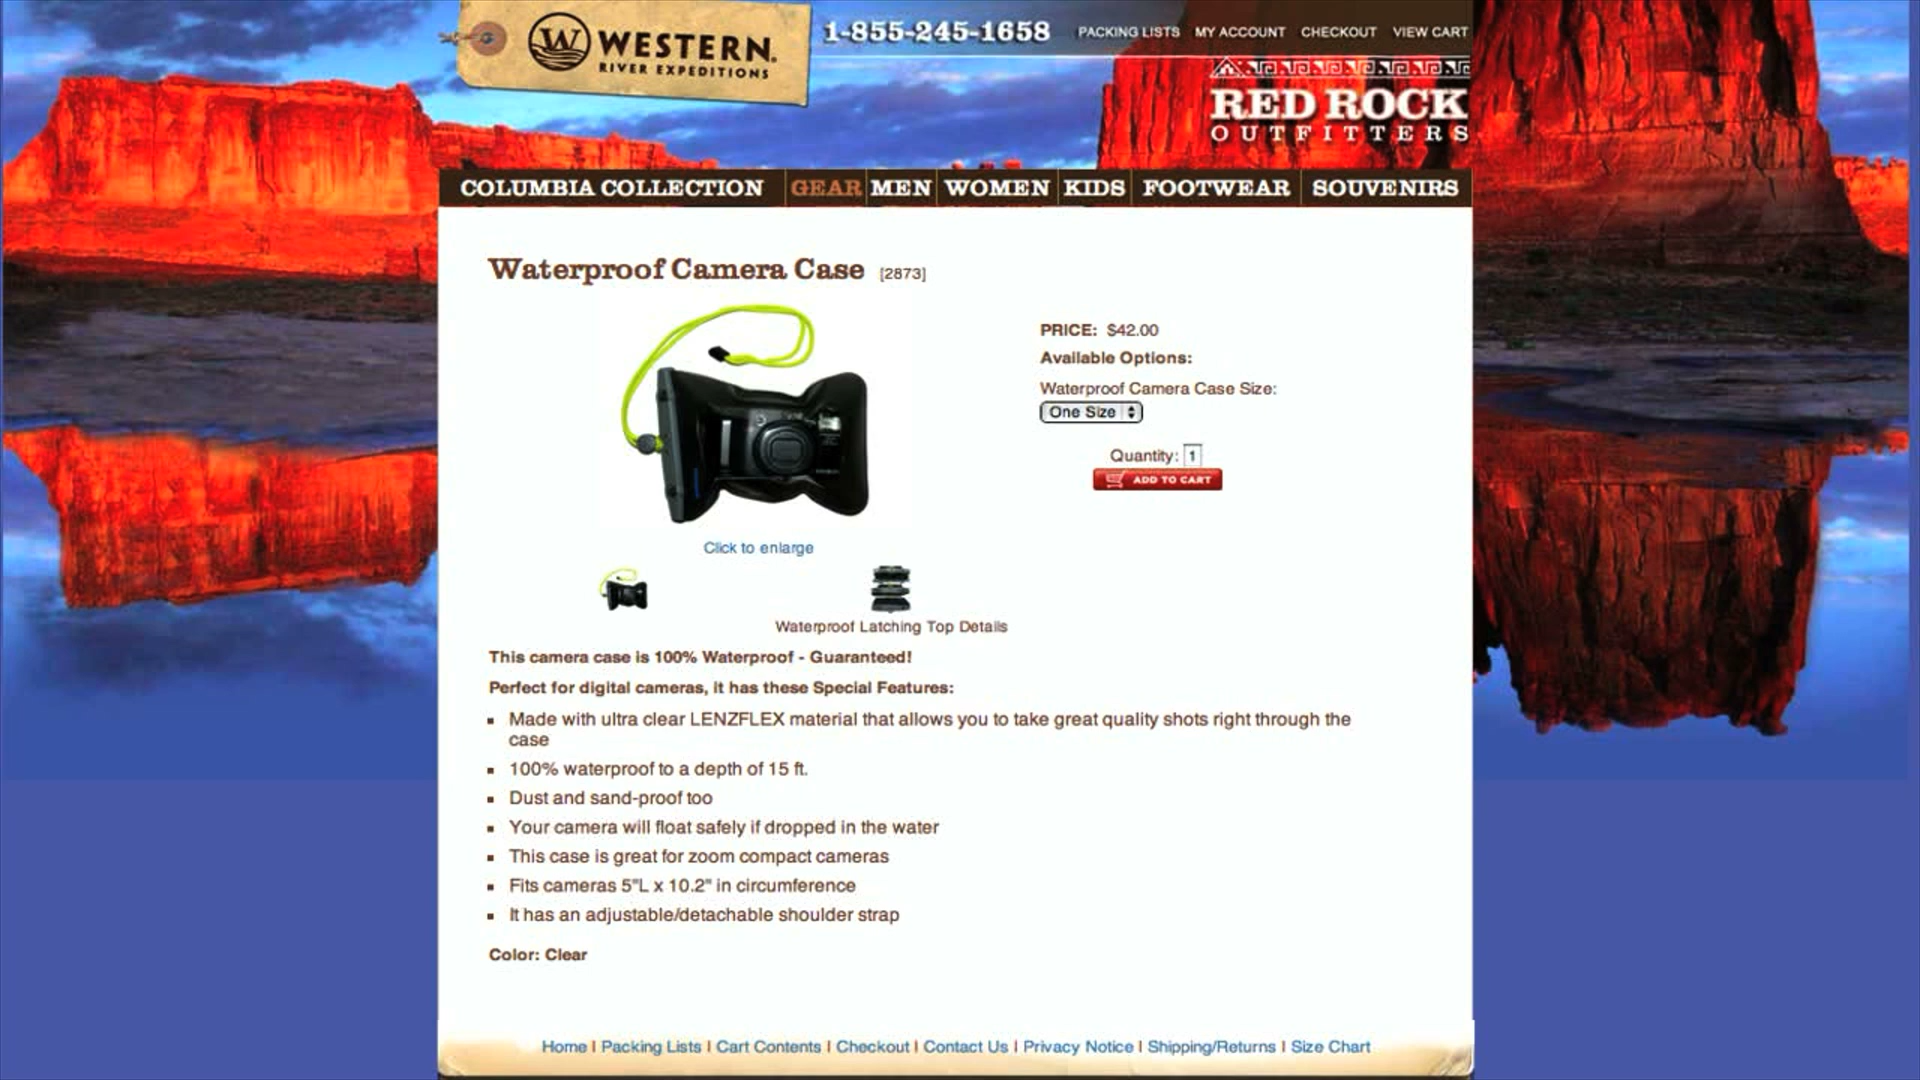 WESTERN.
RIVER EXPEDITIONS
1-855-245-1658
PACKING LISTS MY ACCOUNT CHECKOUT VIEW CART
RED ROCK
OUTFITTERS
COLUMBIA COLLECTION GEAR MEN WOMEN KIDS FOOTWEAR SOUVENIRS
Waterproof Camera Case [2873]
PRICE: $42.00
Available Options:
Waterproof Camera Case Size:
One Size
Quantity: 1
ADD TO CART
Click to enlarge
Waterproof Latching Top Details
This camera case is 100% Waterproof - Guaranteed!
Perfect for digital cameras, it has these Special Features:
Made with ultra clear LENZFLEX material that allows you to take great quality shots right through the
case
100% waterproof to a depth of 15 ft.
Dust and sand-proof too
Your camera will float safely if dropped in the water
This case is great for zoom compact cameras
Fits cameras 5"L x 10.2" in circumference
It has an adjustable/detachable shoulder strap
Color: Clear
Home | Packing Lists | Cart Contents | Checkout | Contact Us | Privacy Notice | Shipping/Returns | Size Chart